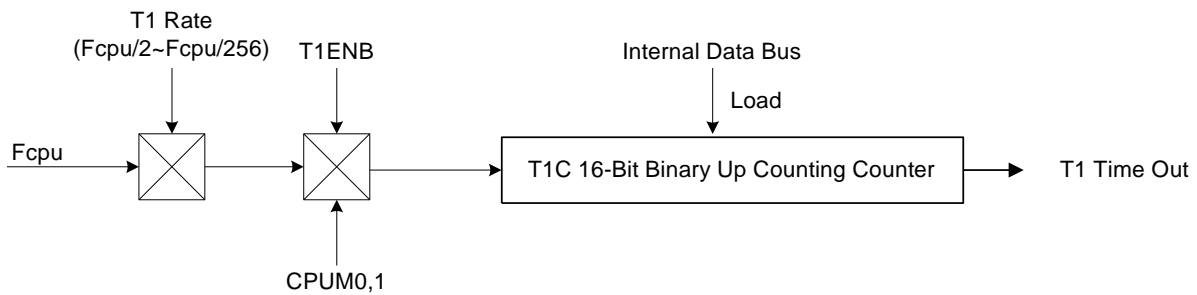 T1 Rate
(Fcpu/2~Fcpu/256)
T1ENB
Internal Data Bus
Load
Fcpu
T1C 16-Bit Binary Up Counting Counter
T1 Time Out
CPUM0,1